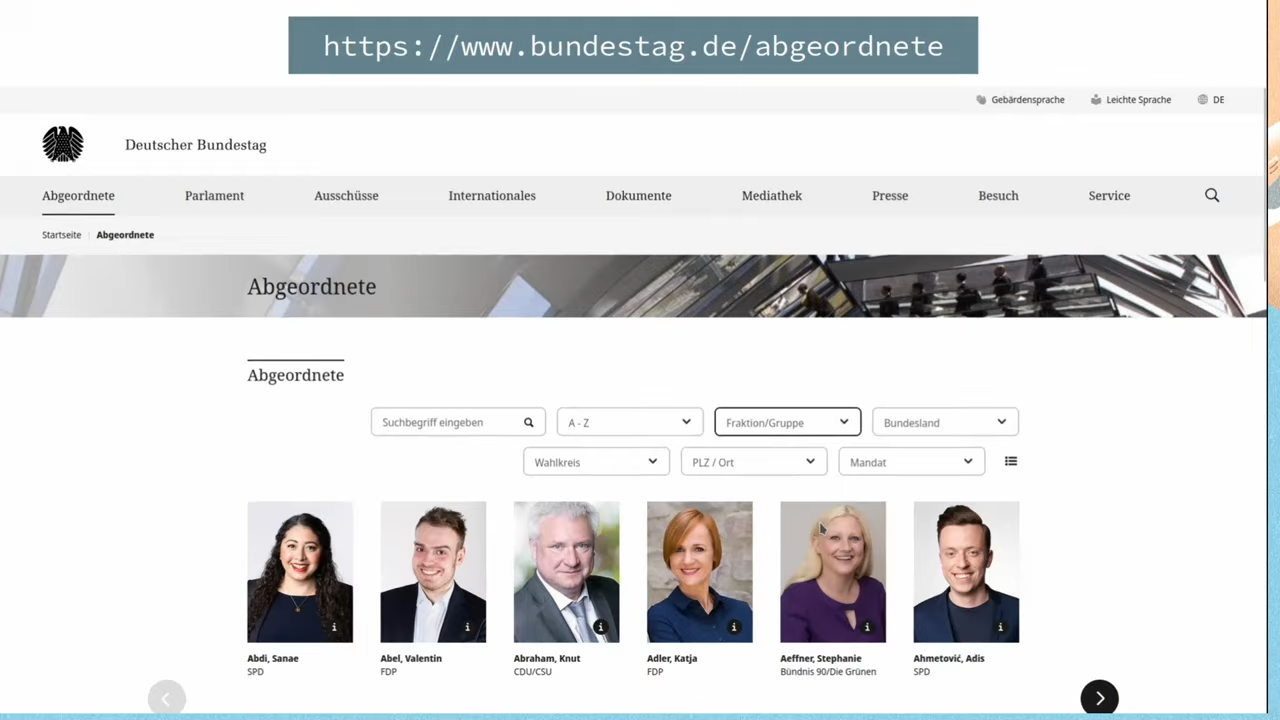 https://www.bundestag.de/abgeordnete
Gebärdensprache Leichte Sprache DE
Deutscher Bundestag
Abgeordnete Parlament Ausschüsse Internationales Dokumente Mediathek Presse Besuch Service
Startseite Abgeordnete
Abgeordnete
Abgeordnete
Suchbegriff eingeben A - Z Fraktion/Gruppe Bundesland
Wahlkreis PLZ / Ort Mandat
Abdi, Sanae Abel, Valentin Abraham, Knut Adler, Katja Aeffner, Stephanie Ahmetović, Adis
SPD FDP CDU/CSU FDP Bündnis 90/Die Grünen SPD